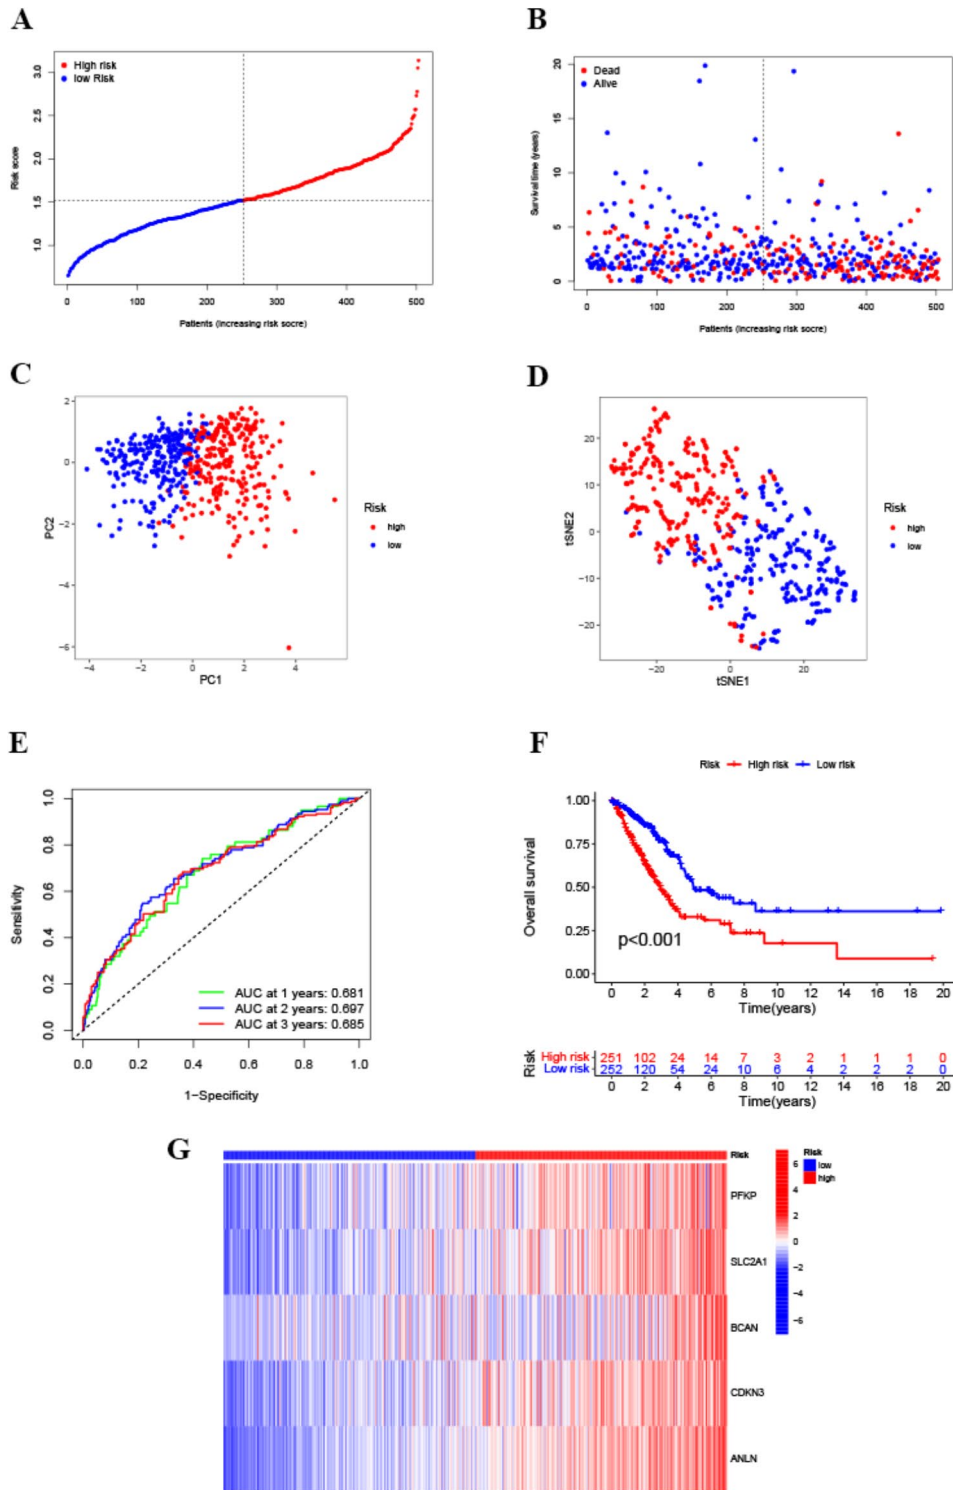 A
High risk
low Risk
Risk score
3.0
2.5
2.0
1.5
1.0
0 100 200 300 400 500
Patients (increasing risk socre)
B
Dead
Alive
Survival time (years)
20
15
10
5
0
0 100 200 300 400 500
Patients (increasing risk socre)
C
PC2
2
0
−2
−4
−6
−4 −2 0 2 4
PC1
Risk
high
low
D
tSNE2
20
10
0
−10
−20
−20 0 20
tSNE1
Risk
high
low
E
Sensitivity
1.0
0.8
0.6
0.4
0.2
0.0
AUC at 1 years: 0.681
AUC at 2 years: 0.697
AUC at 3 years: 0.685
0.0 0.2 0.4 0.6 0.8 1.0
1−Specificity
F
Risk High risk Low risk
Overall survival
1.00
0.75
0.50
0.25
0.00
p<0.001
0 2 4 6 8 10 12 14 16 18 20
Time(years)
Risk
High risk 251 102 24 14 7 3 2 1 1 1 0
Low risk 252 120 54 24 10 6 4 2 2 2 0
0 2 4 6 8 10 12 14 16 18 20
Time(years)
G
Risk
PFKP
SLC2A1
BCAN
CDKN3
ANLN
6
4
2
0
−2
−4
−6
Risk
low
high